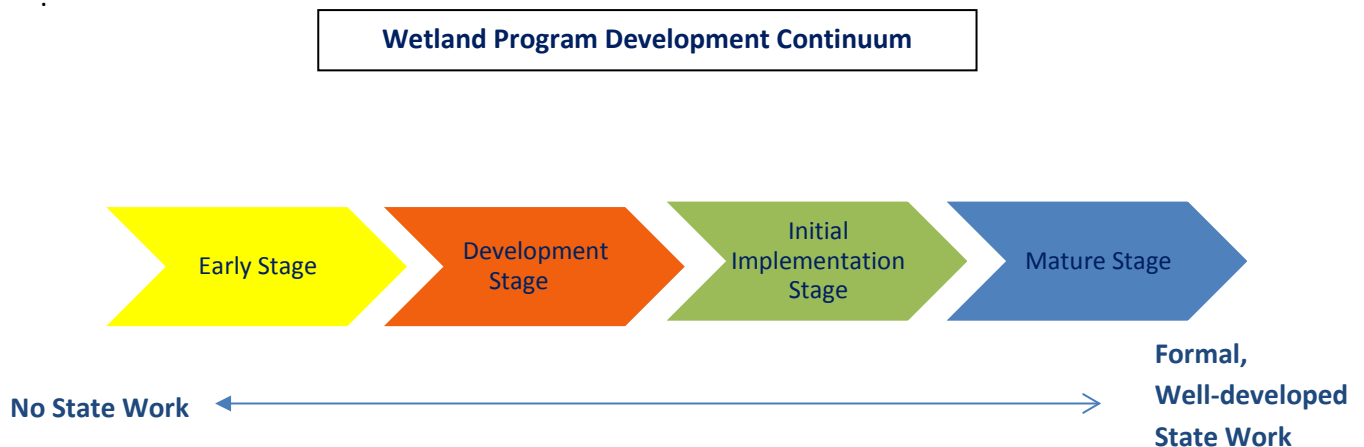 .
Wetland Program Development Continuum
Early Stage
Development
Stage
Initial
Implementation
Stage
Mature Stage
No State Work
Formal,
Well-developed
State Work